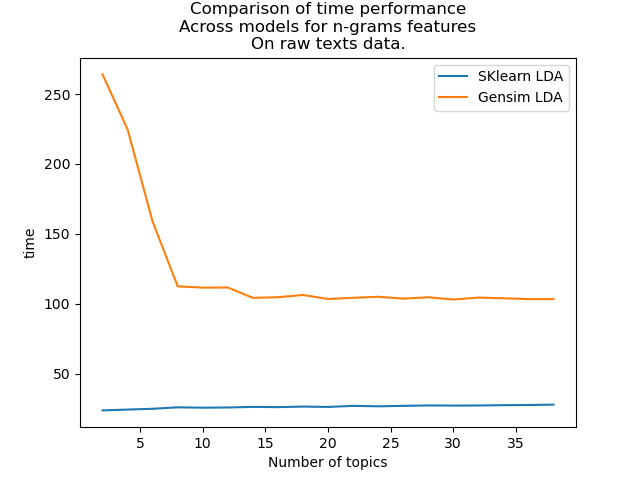 Comparison of time performance
Across models for n-grams features
On raw texts data.
SKlearn LDA
Gensim LDA
250
200
150
100
50
time
5 10 15 20 25 30 35
Number of topics